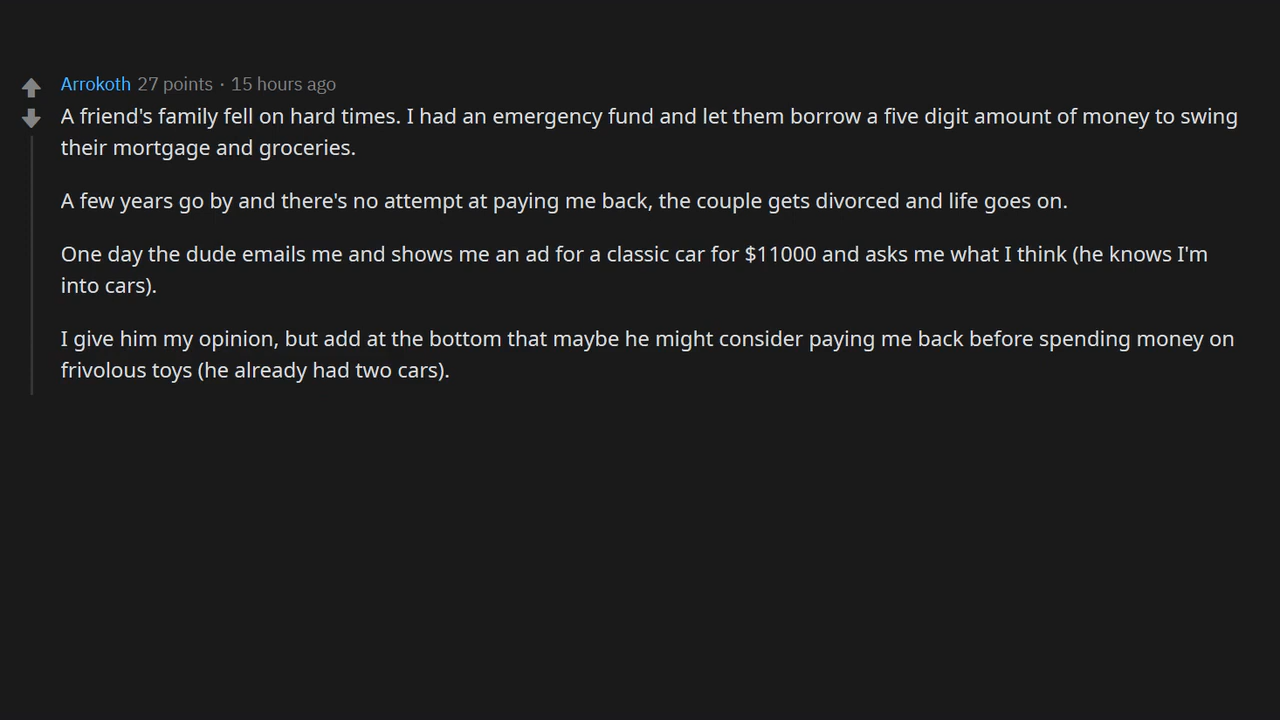 Arrokoth 27 points · 15 hours ago
A friend's family fell on hard times. I had an emergency fund and let them borrow a five digit amount of money to swing
their mortgage and groceries.
A few years go by and there's no attempt at paying me back, the couple gets divorced and life goes on.
One day the dude emails me and shows me an ad for a classic car for $11000 and asks me what I think (he knows I'm
into cars).
I give him my opinion, but add at the bottom that maybe he might consider paying me back before spending money on
frivolous toys (he already had two cars).